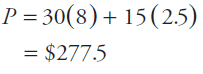 P = 30(8) + 15(2.5)
= $277.5